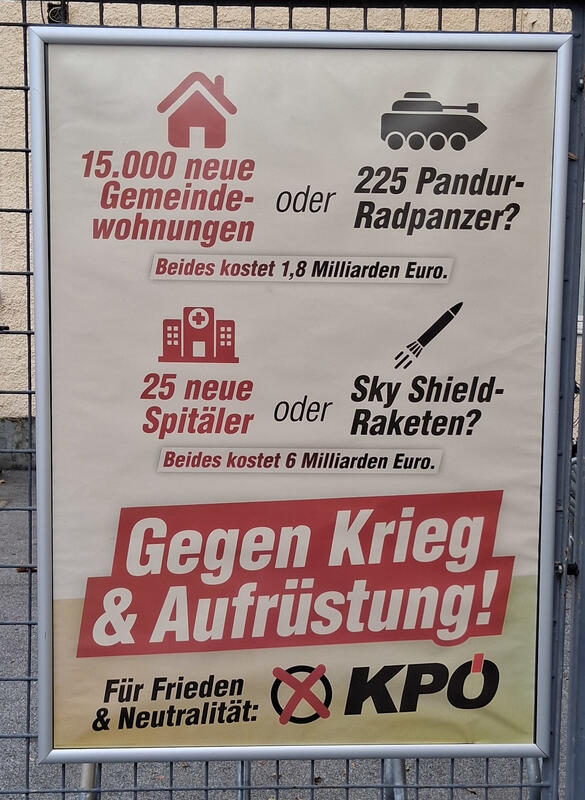 15.000 neue
Gemeinde-
wohnungen
oder
225 Pandur-
Radpanzer?
Beides kostet 1,8 Milliarden Euro.
25 neue
Spitäler
oder
Sky Shield-
Raketen?
Beides kostet 6 Milliarden Euro.
Gegen Krieg
& Aufrüstung!
Für Frieden
& Neutralität:
KPÖ